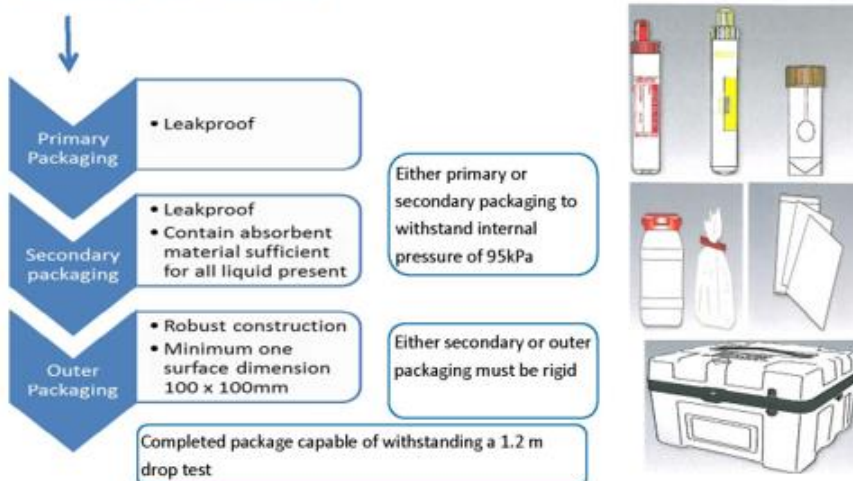 Primary
Packaging
• Leakproof
Secondary
packaging
• Leakproof
• Contain absorbent
material sufficient
for all liquid present
Either primary or
secondary packaging to
withstand internal
pressure of 95kPa
Outer
Packaging
• Robust construction
• Minimum one
surface dimension
100 x 100mm
Either secondary or outer
packaging must be rigid
Completed package capable of withstanding a 1.2 m
drop test